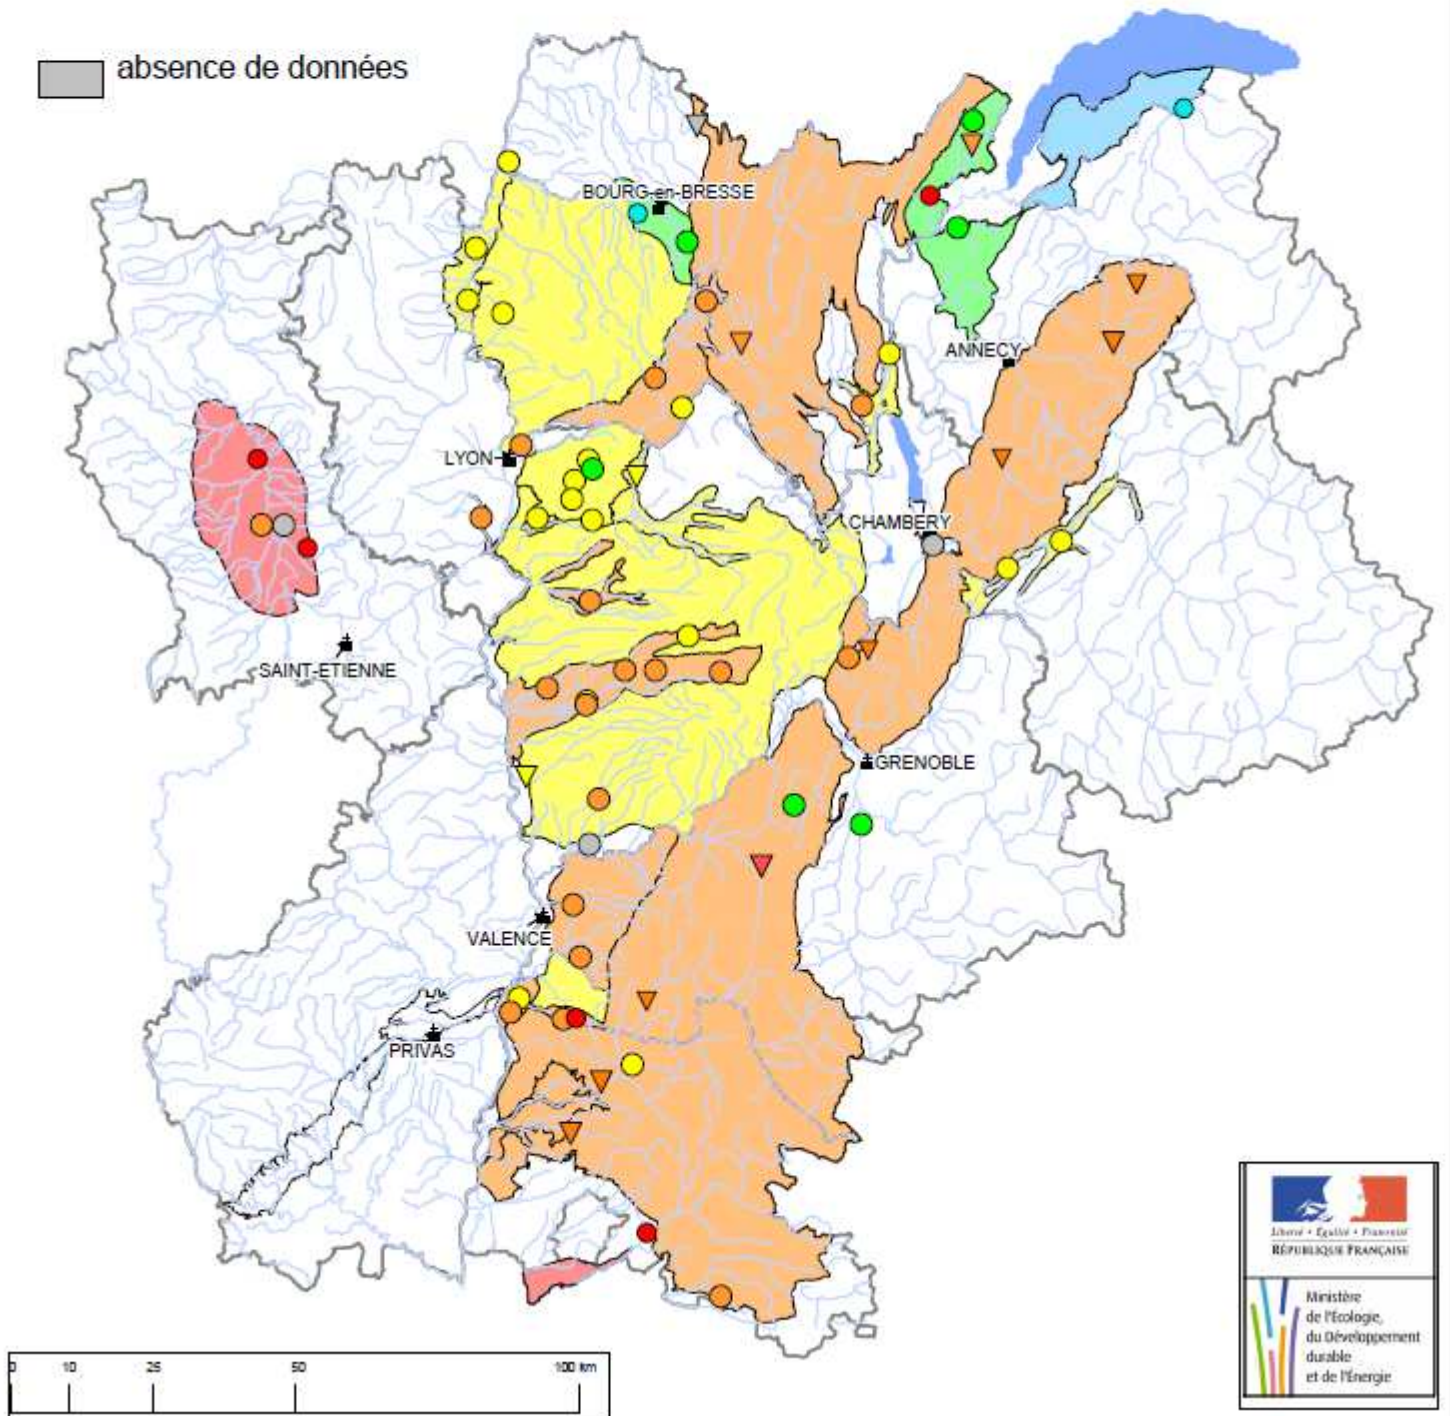 absence de données
BOURG-en-BRESSE
ANNECY
LYON
CHAMBERY
SAINT-ETIENNE
GRENOBLE
VALENCE
PRIVAS
Liberté • Égalité • Fraternité
RÉPUBLIQUE FRANÇAISE
Ministère
de l'Écologie,
du Développement
durable
et de l'Énergie
0 10 25 50 100 km